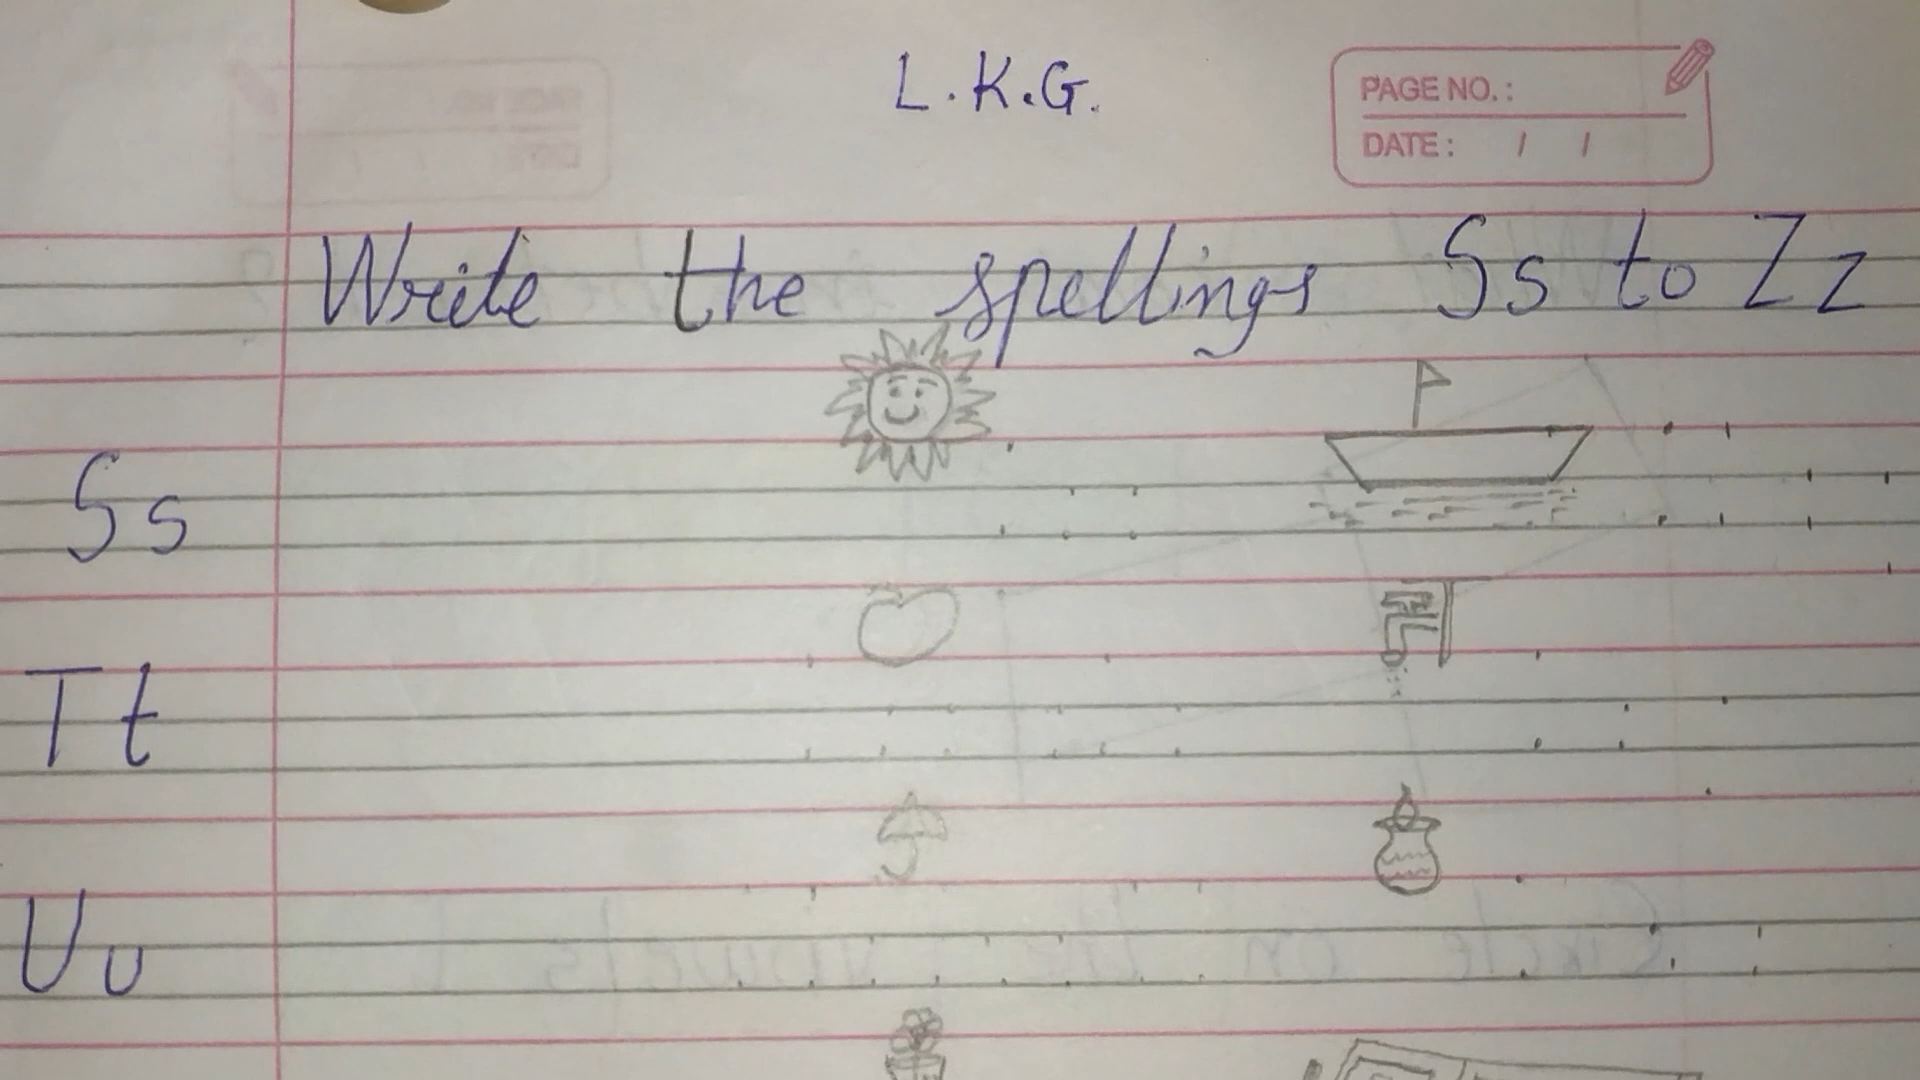 L.K.G.
PAGE NO.:
DATE: / /
Write the spellings Ss to Zz
Ss
Tt
Uu